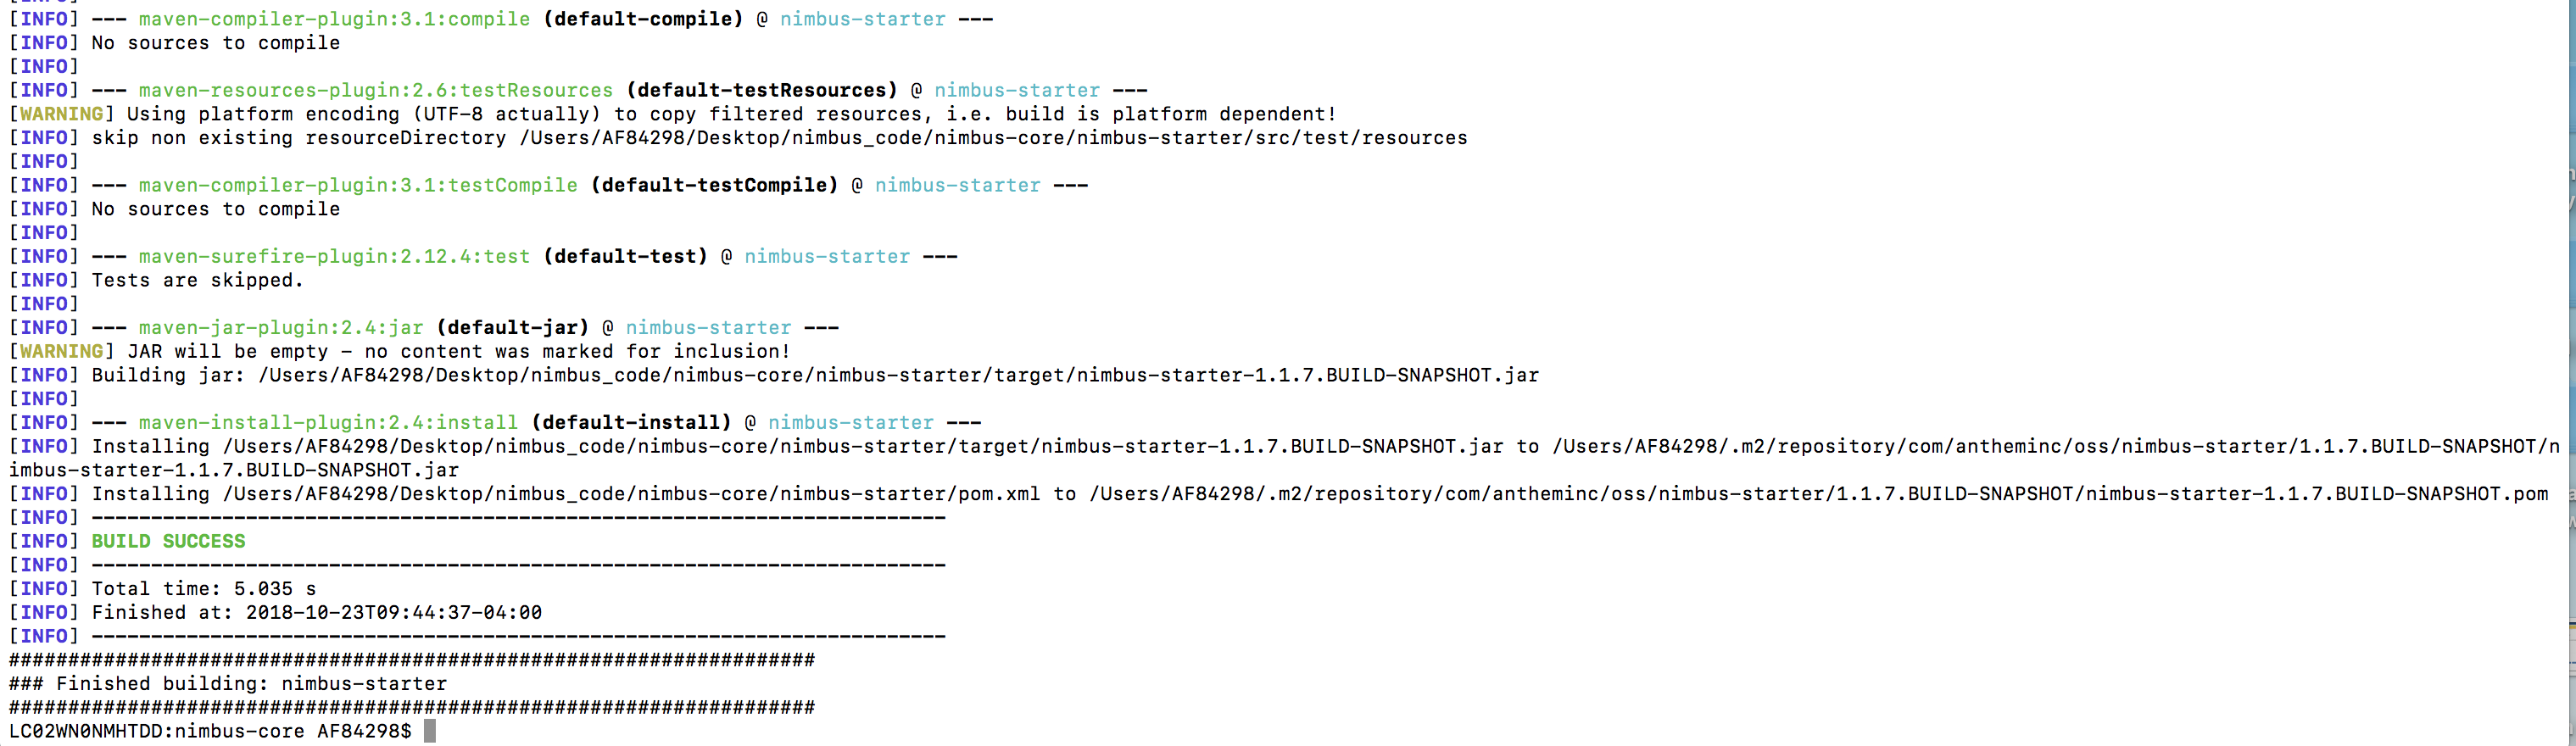 [INFO] --- maven-compiler-plugin:3.1:compile (default-compile) @ nimbus-starter ---
[INFO] No sources to compile
[INFO]
[INFO] --- maven-resources-plugin:2.6:testResources (default-testResources) @ nimbus-starter ---
[WARNING] Using platform encoding (UTF-8 actually) to copy filtered resources, i.e. build is platform dependent!
[INFO] skip non existing resourceDirectory /Users/AF84298/Desktop/nimbus_code/nimbus-core/nimbus-starter/src/test/resources
[INFO]
[INFO] --- maven-compiler-plugin:3.1:testCompile (default-testCompile) @ nimbus-starter ---
[INFO] No sources to compile
[INFO]
[INFO] --- maven-surefire-plugin:2.12.4:test (default-test) @ nimbus-starter ---
[INFO] Tests are skipped.
[INFO]
[INFO] --- maven-jar-plugin:2.4:jar (default-jar) @ nimbus-starter ---
[WARNING] JAR will be empty - no content was marked for inclusion!
[INFO] Building jar: /Users/AF84298/Desktop/nimbus_code/nimbus-core/nimbus-starter/target/nimbus-starter-1.1.7.BUILD-SNAPSHOT.jar
[INFO]
[INFO] --- maven-install-plugin:2.4:install (default-install) @ nimbus-starter ---
[INFO] Installing /Users/AF84298/Desktop/nimbus_code/nimbus-core/nimbus-starter/target/nimbus-starter-1.1.7.BUILD-SNAPSHOT.jar to /Users/AF84298/.m2/repository/com/antheminc/oss/nimbus-starter/1.1.7.BUILD-SNAPSHOT/n
imbus-starter-1.1.7.BUILD-SNAPSHOT.jar
[INFO] Installing /Users/AF84298/Desktop/nimbus_code/nimbus-core/nimbus-starter/pom.xml to /Users/AF84298/.m2/repository/com/antheminc/oss/nimbus-starter/1.1.7.BUILD-SNAPSHOT/nimbus-starter-1.1.7.BUILD-SNAPSHOT.pom
[INFO] ------------------------------------------------------------------------
[INFO] BUILD SUCCESS
[INFO] ------------------------------------------------------------------------
[INFO] Total time: 5.035 s
[INFO] Finished at: 2018-10-23T09:44:37-04:00
[INFO] ------------------------------------------------------------------------
####################################################################
### Finished building: nimbus-starter
####################################################################
LC02WN0NMHTDD:nimbus-core AF84298$